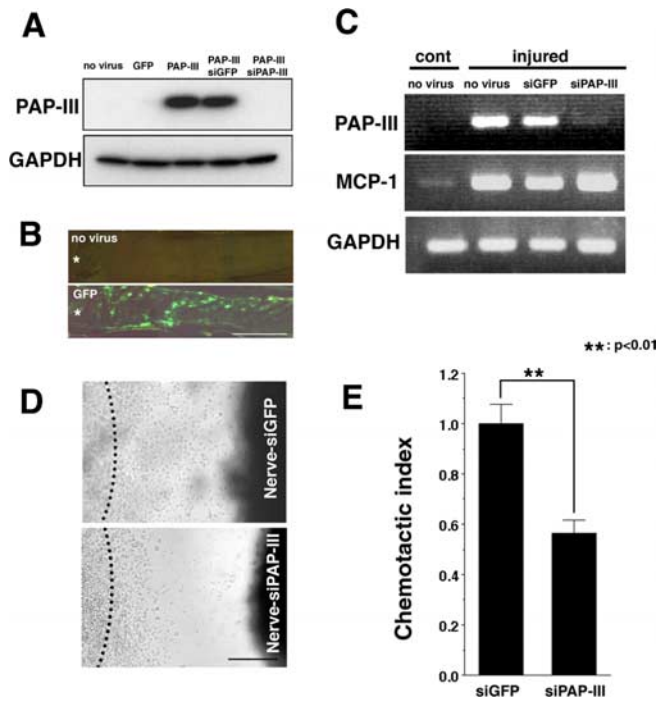 A
no virus GFP PAP-III PAP-III siGFP PAP-III siPAP-III
PAP-III
GAPDH
B
no virus
*
GFP
*
C
cont injured
no virus no virus siGFP siPAP-III
PAP-III
MCP-1
GAPDH
D
Nerve-siGFP
Nerve-siPAP-III
E
**: p<0.01
**
Chemotactic index
1.2
1.0
0.8
0.6
0.4
0.2
0.0
siGFP siPAP-III